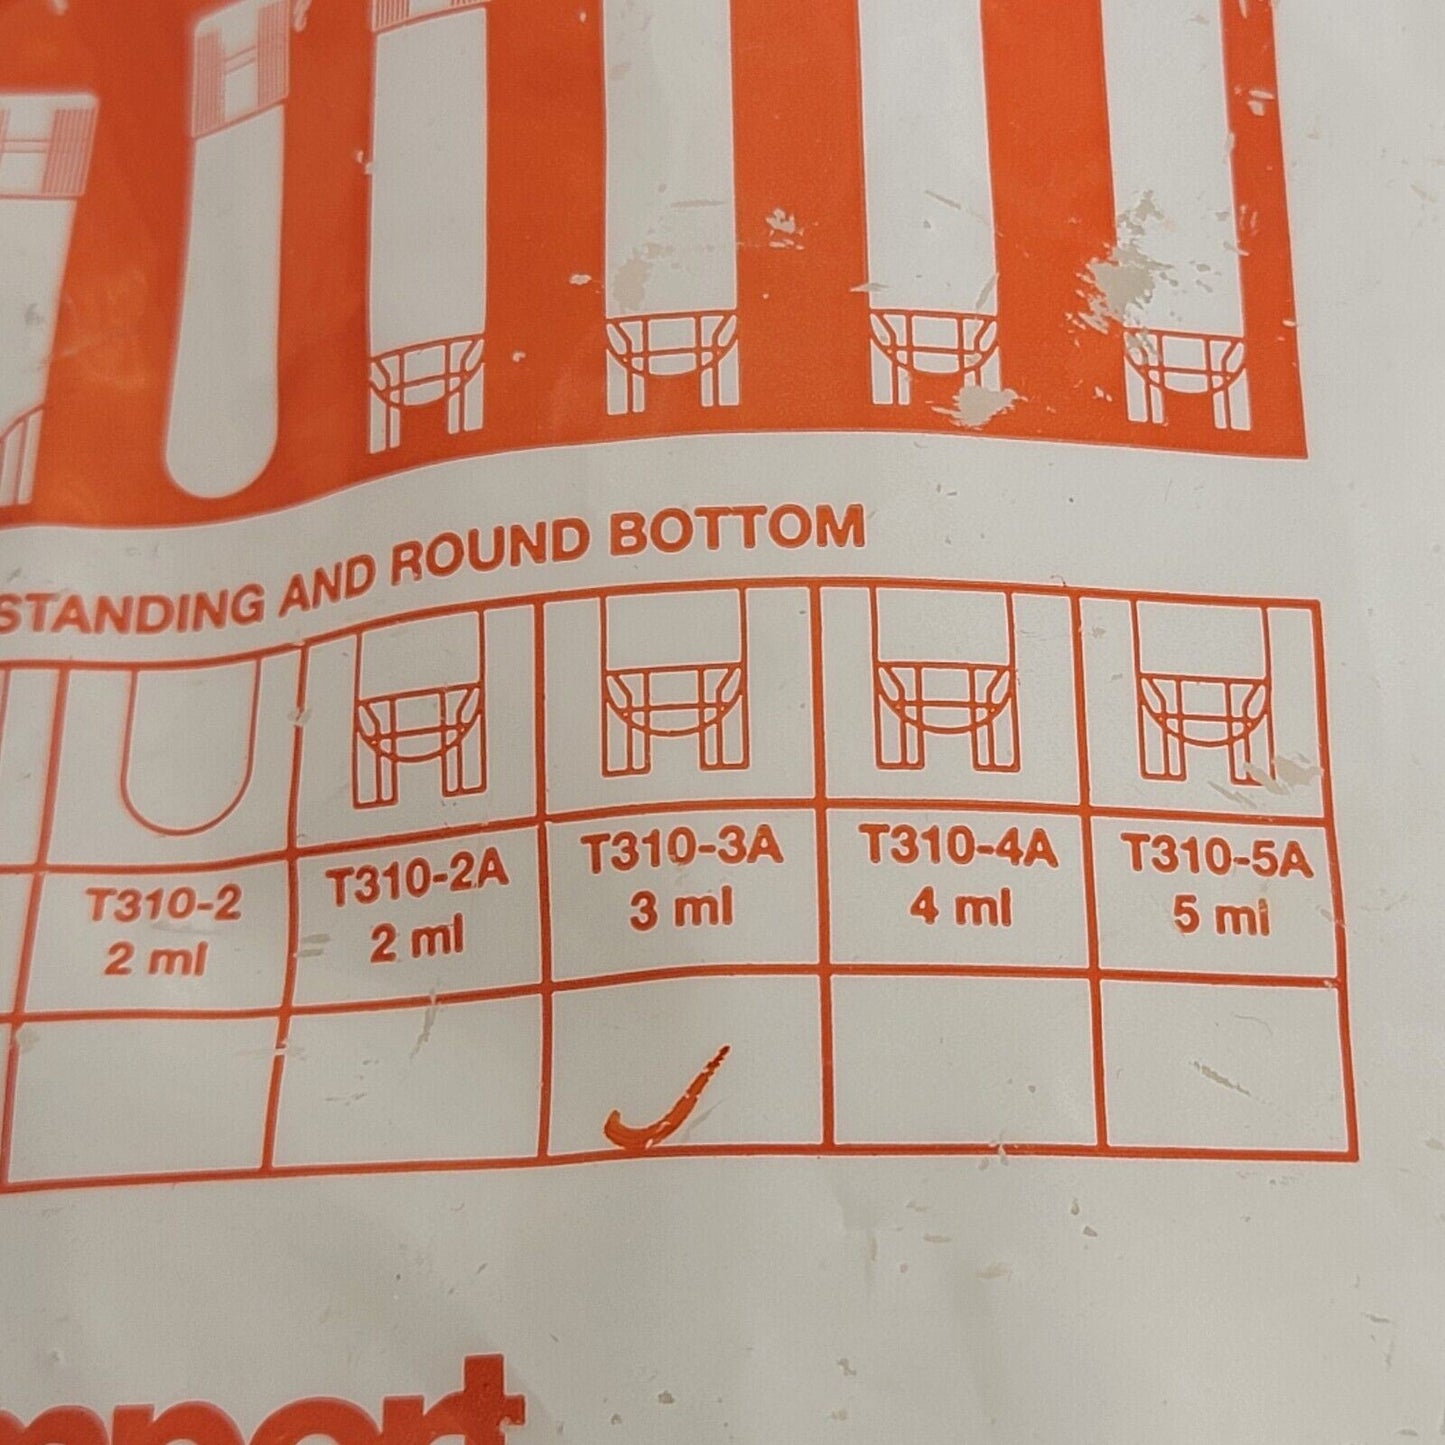 STANDING AND ROUND BOTTOM
T310-2 T310-2A T310-3A T310-4A T310-5A
2 ml 2 ml 3 ml 4 ml 5 ml